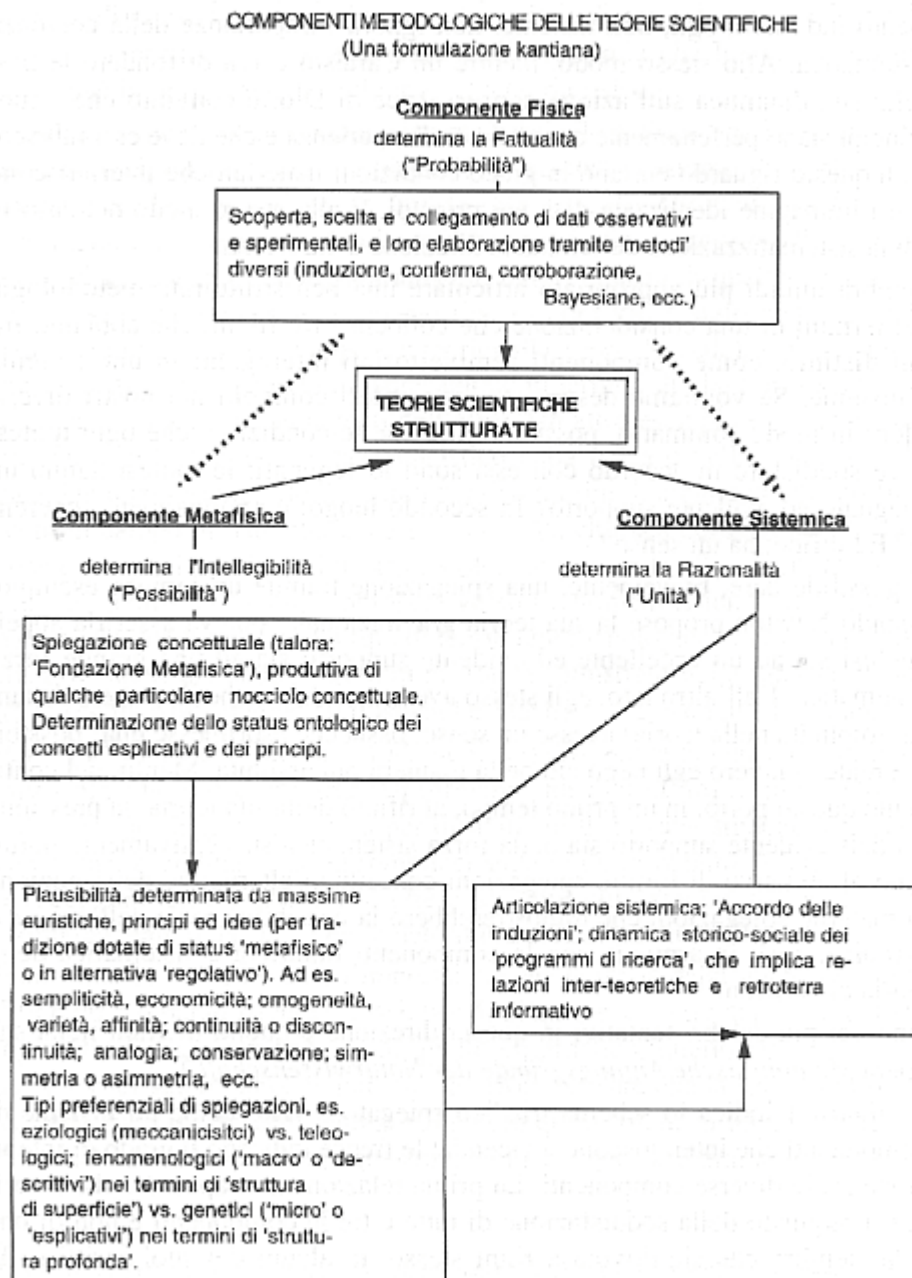 COMPONENTI METODOLOGICHE DELLE TEORIE SCIENTIFICHE
(Una formulazione kantiana)
Componente Fisica
determina la Fattualità
("Probabilità")
Scoperta, scelta e collegamento di dati osservativi
e sperimentali, e loro elaborazione tramite 'metodi'
diversi (induzione, conferma, corroborazione,
Bayesiane, ecc.)
TEORIE SCIENTIFICHE
STRUTTURATE
Componente Metafisica
determina l'Intellegibilità
("Possibilità")
Spiegazione concettuale (talora:
'Fondazione Metafisica'), produttiva di
qualche particolare nocciolo concettuale.
Determinazione dello status ontologico dei
concetti esplicativi e dei principi.
Componente Sistemica
determina la Razionalità
("Unità")
Plausibilità. determinata da massime
euristiche, principi ed idee (per tra-
dizione dotate di status 'metafisico'
o in alternativa 'regolativo'). Ad es.
semplicità, economicità; omogeneità,
varietà, affinità; continuità o discon-
tinuità; analogia; conservazione; sim-
metria o asimmetria, ecc.
Tipi preferenziali di spiegazioni, es.
eziologici (meccanicisitci) vs. teleo-
logici; fenomenologici ('macro' o 'de-
scrittivi') nei termini di 'struttura
di superficie') vs. genetici ('micro' o
'esplicativi') nei termini di 'struttu-
ra profonda'.
Articolazione sistemica; 'Accordo delle
induzioni'; dinamica storico-sociale dei
'programmi di ricerca', che implica re-
lazioni inter-teoretiche e retroterra
informativo